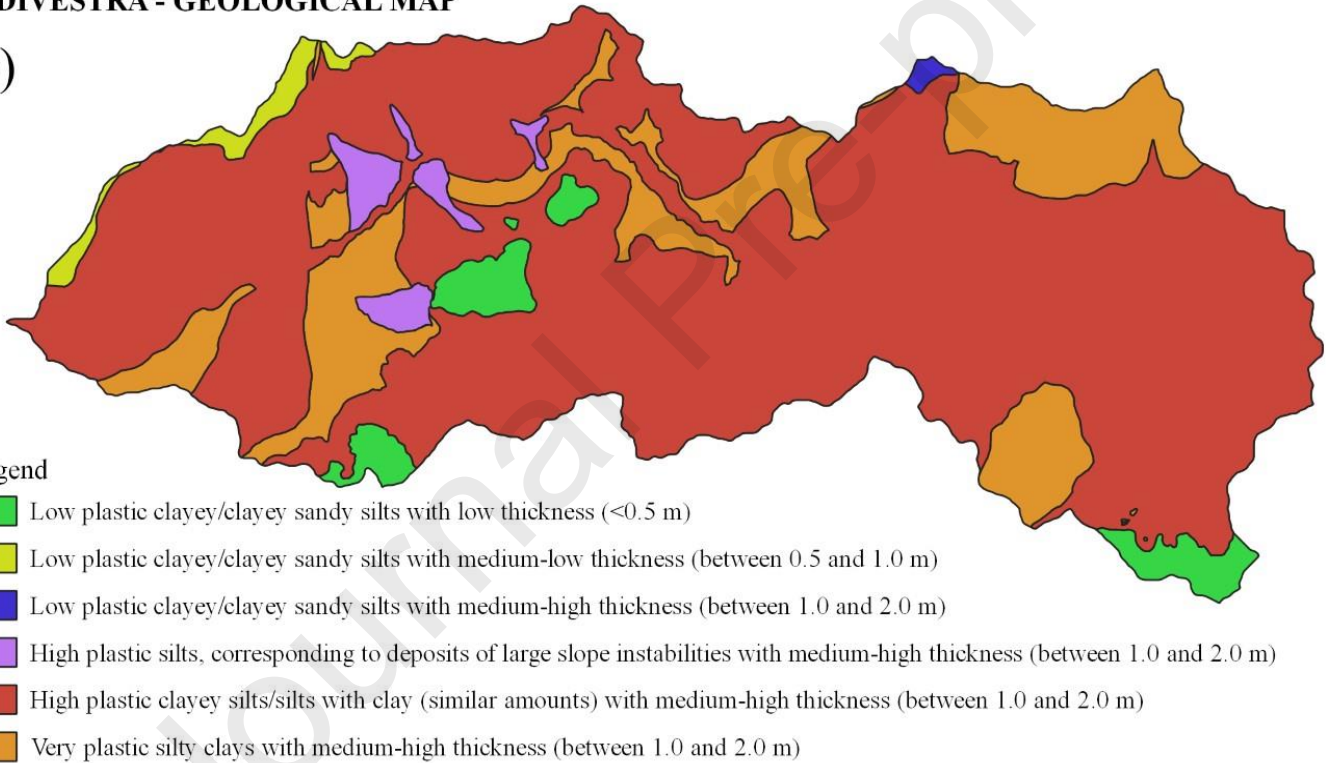 DIVESTRA - GEOLOGICAL MAP
)
gend
Low plastic clayey/clayey sandy silts with low thickness (<0.5 m)
Low plastic clayey/clayey sandy silts with medium-low thickness (between 0.5 and 1.0 m)
Low plastic clayey/clayey sandy silts with medium-high thickness (between 1.0 and 2.0 m)
High plastic silts, corresponding to deposits of large slope instabilities with medium-high thickness (between 1.0 and 2.0 m)
High plastic clayey silts/silts with clay (similar amounts) with medium-high thickness (between 1.0 and 2.0 m)
Very plastic silty clays with medium-high thickness (between 1.0 and 2.0 m)
Journal Pre-p